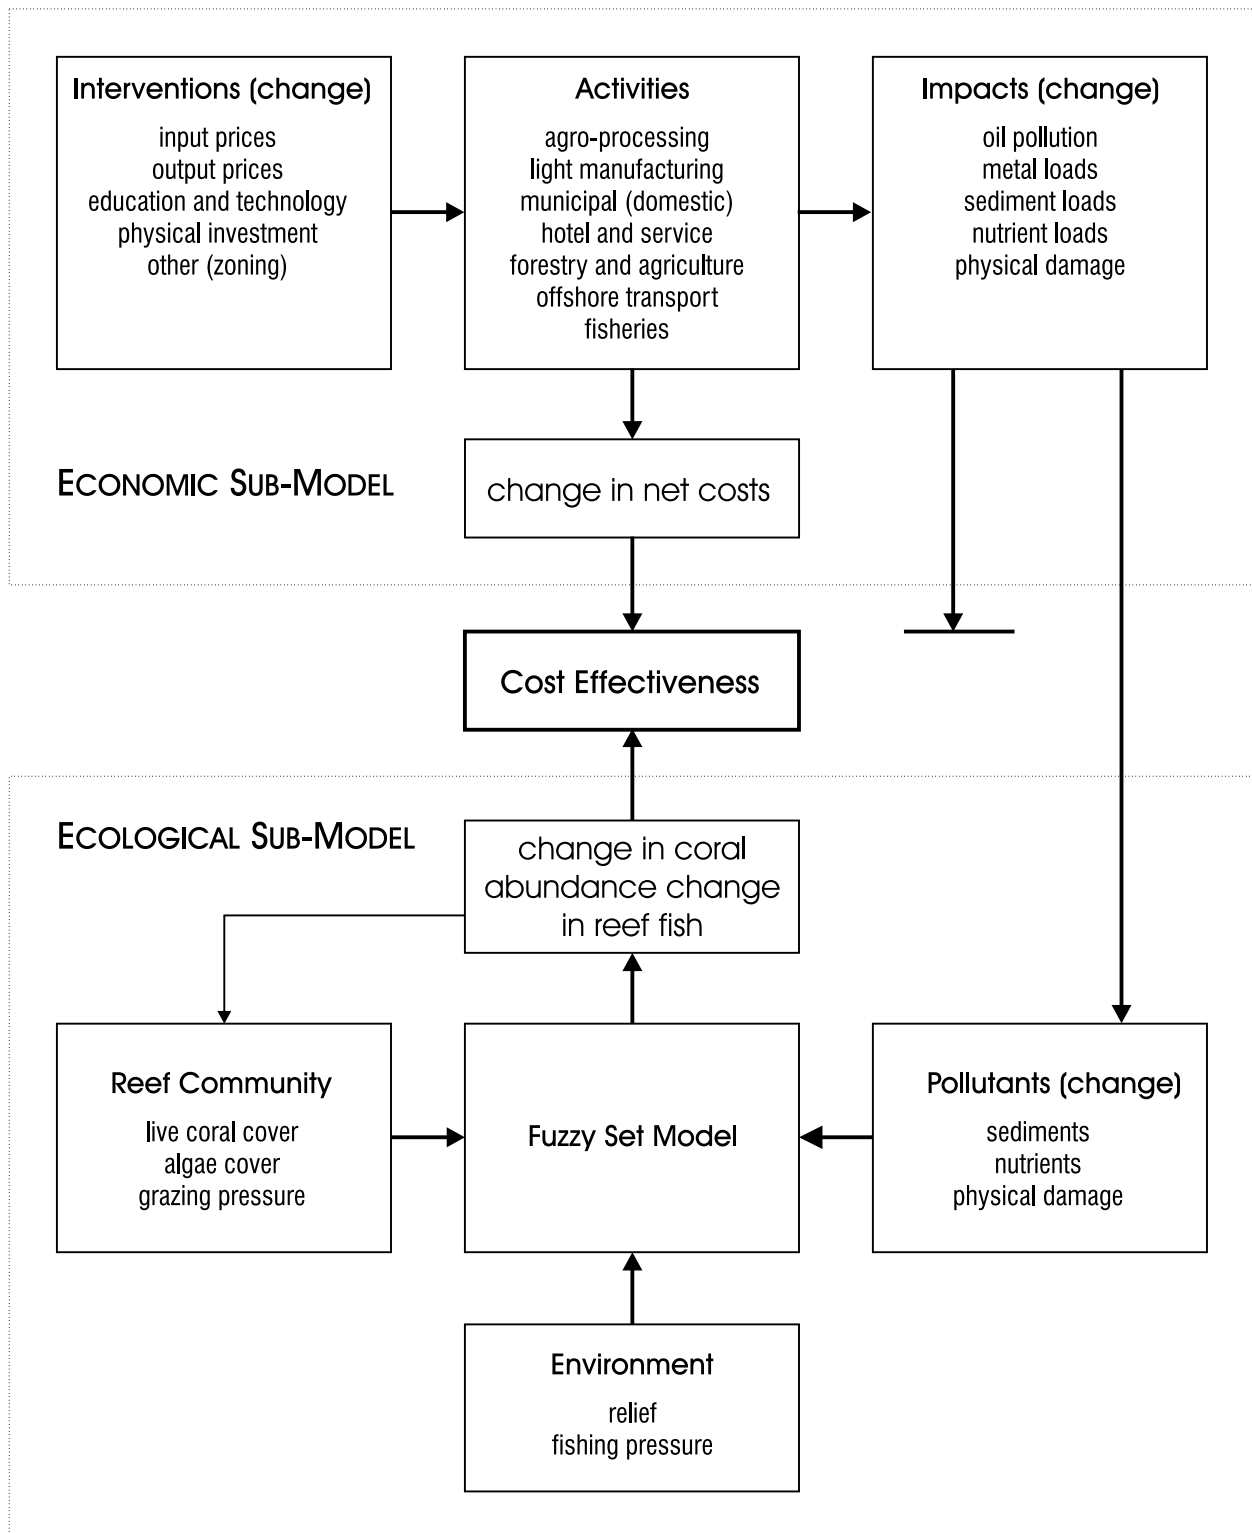 Interventions (change)
input prices
output prices
education and technology
physical investment
other (zoning)
Activities
agro-processing
light manufacturing
municipal (domestic)
hotel and service
forestry and agriculture
offshore transport
fisheries
Impacts (change)
oil pollution
metal loads
sediment loads
nutrient loads
physical damage
ECONOMIC SUB-MODEL
change in net costs
Cost Effectiveness
ECOLOGICAL SUB-MODEL
change in coral
abundance change
in reef fish
Reef Community
live coral cover
algae cover
grazing pressure
Fuzzy Set Model
Pollutants (change)
sediments
nutrients
physical damage
Environment
relief
fishing pressure